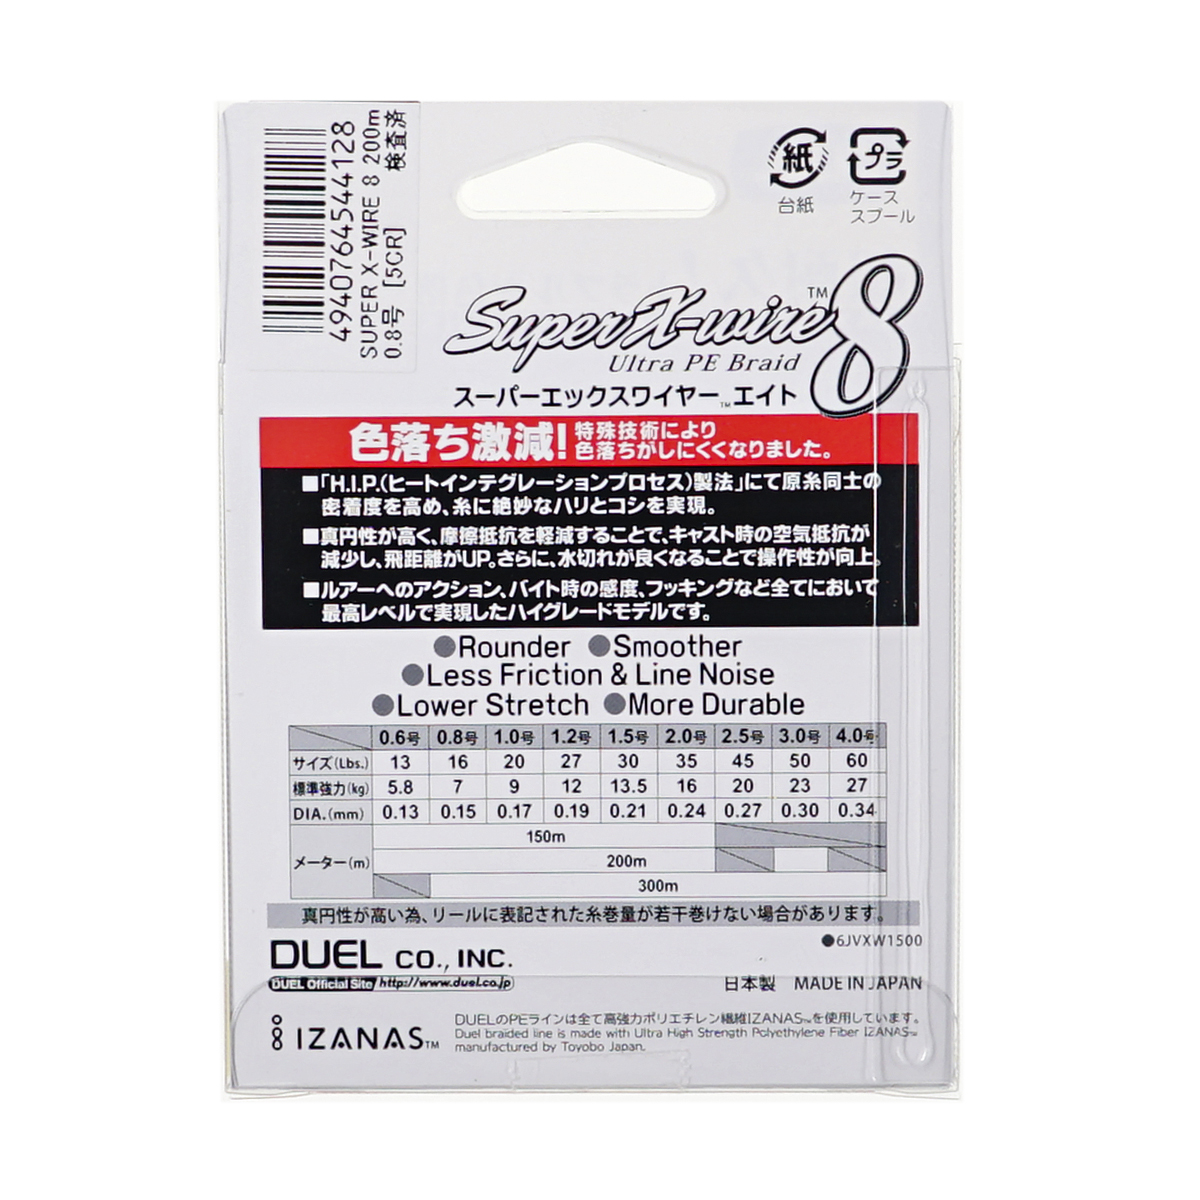 4940764544128
SUPER X-WIRE 8 200m
0.8号 [5CR] 検査済
紙
台紙
プラ
ケース
スプール
Super X-wire™ 8
Ultra PE Braid
スーパーエックスワイヤー™エイト
色落ち激減! 特殊技術により
色落ちがしにくくなりました。
■「H.I.P.(ヒートインテグレーションプロセス)製法」にて原糸同士の
密着度を高め、糸に絶妙なハリとコシを実現。
■真円性が高く、摩擦抵抗を軽減することで、キャスト時の空気抵抗が
減少し、飛距離がUP。さらに、水切れが良くなることで操作性が向上。
■ルアーへのアクション、バイト時の感度、フッキングなど全てにおいて
最高レベルで実現したハイグレードモデルです。
●Rounder ●Smoother
●Less Friction & Line Noise
●Lower Stretch ●More Durable
0.6号 0.8号 1.0号 1.2号 1.5号 2.0号 2.5号 3.0号 4.0号
サイズ(Lbs.) 13 16 20 27 30 35 45 50 60
標準強力(kg) 5.8 7 9 12 13.5 16 20 23 27
DIA.(mm) 0.13 0.15 0.17 0.19 0.21 0.24 0.27 0.30 0.34
150m
メーター(m) 200m
300m
真円性が高い為、リールに表記された糸巻量が若干巻けない場合があります。
DUEL CO., INC.
●6JVXW1500
DUEL Official Site http://www.duel.co.jp
日本製 MADE IN JAPAN
IZANAS™
DUELのPEラインは全て高強力ポリエチレン繊維IZANAS™を使用しています。
Duel braided line is made with Ultra High Strength Polyethylene Fiber IZANAS™
manufactured by Toyobo Japan.